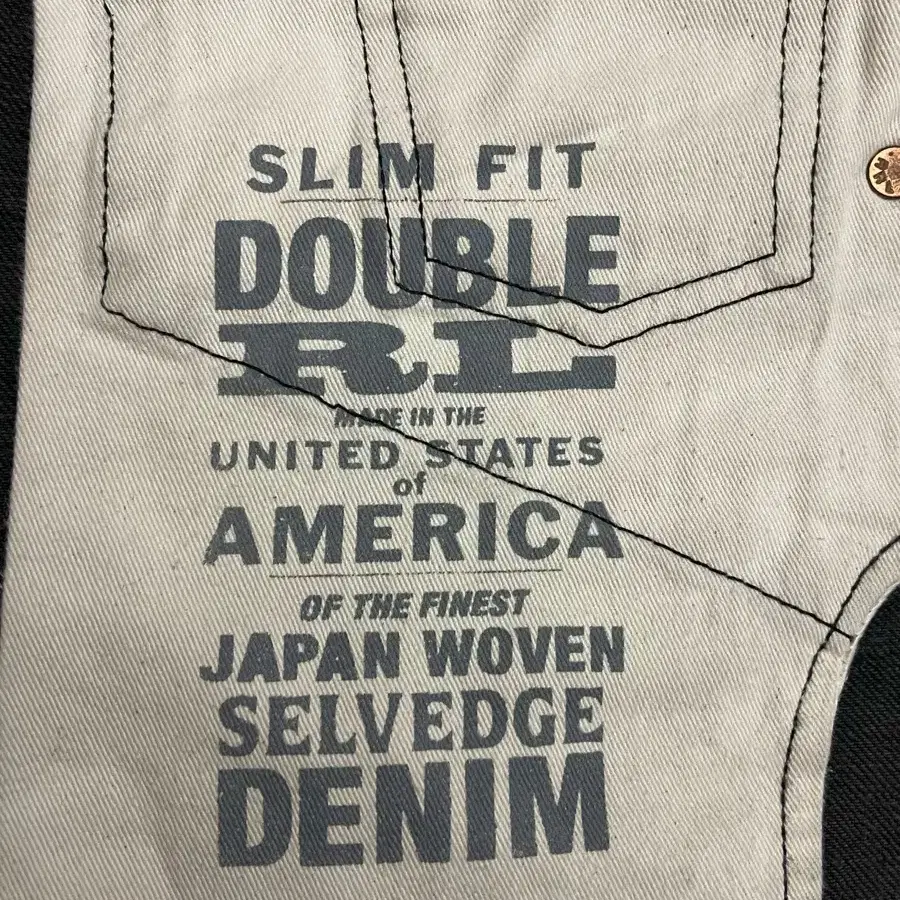 SLIM FIT
DOUBLE
RL
MADE IN THE
UNITED STATES
of
AMERICA
OF THE FINEST
JAPAN WOVEN
SELVEDGE
DENIM